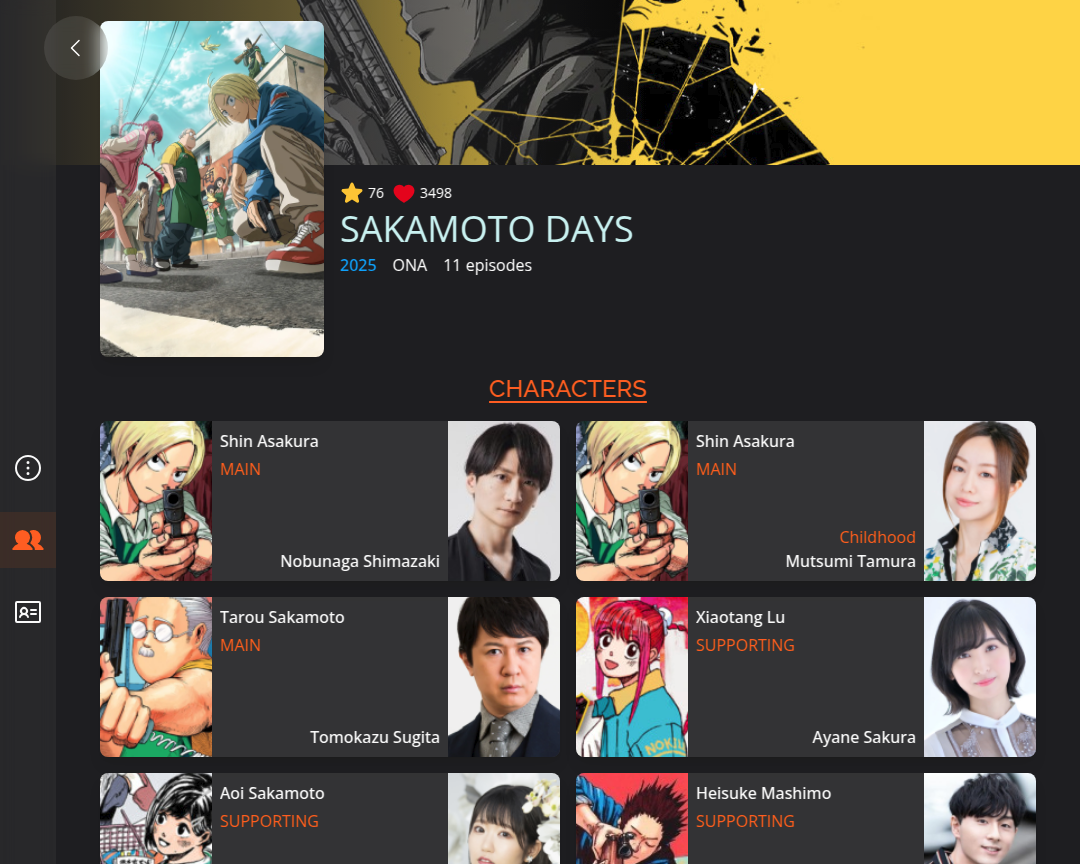 76 3498
SAKAMOTO DAYS
2025 ONA 11 episodes
CHARACTERS
Shin Asakura
MAIN
Nobunaga Shimazaki
Shin Asakura
MAIN
Childhood
Mutsumi Tamura
Tarou Sakamoto
MAIN
Tomokazu Sugita
Xiaotang Lu
SUPPORTING
Ayane Sakura
Aoi Sakamoto
SUPPORTING
Heisuke Mashimo
SUPPORTING